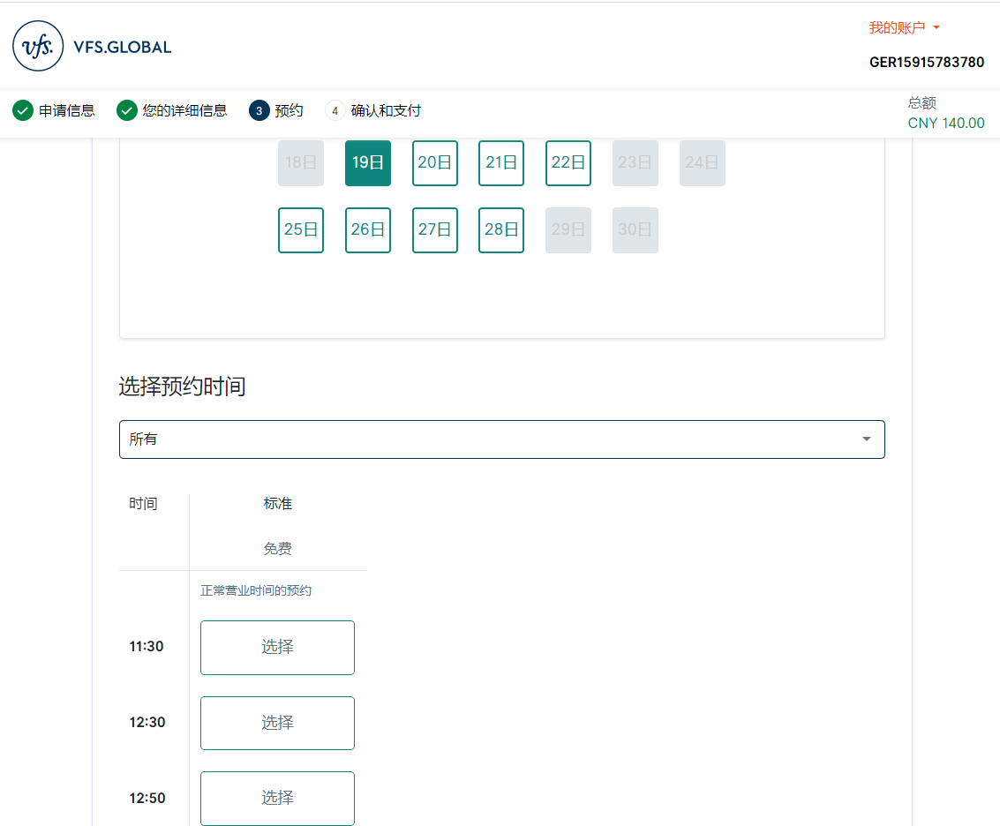 vfs. VFS.GLOBAL
我的账户
GER15915783780
申请信息 您的详细信息 3 预约 4 确认和支付
总额
CNY 140.00
18日 19日 20日 21日 22日 23日 24日
25日 26日 27日 28日 29日 30日
选择预约时间
所有
时间 标准
免费
正常营业时间的预约
11:30 选择
12:30 选择
12:50 选择